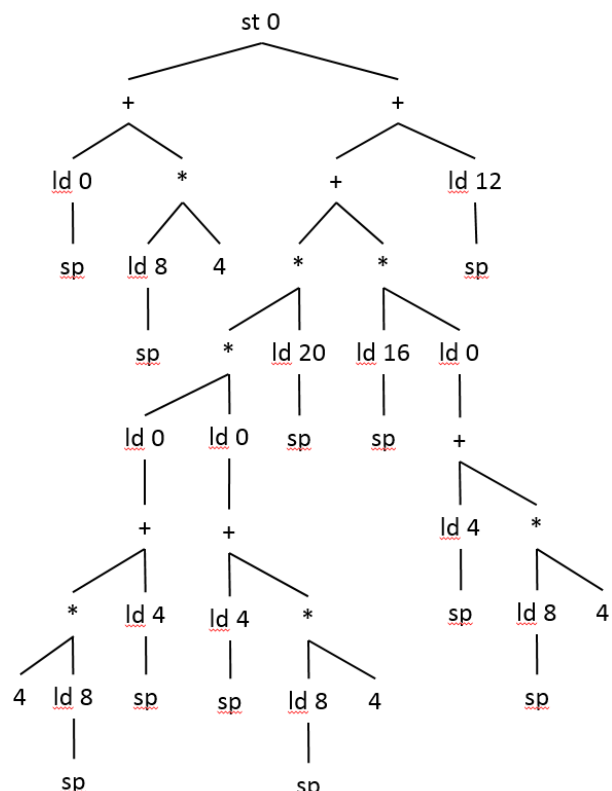 st 0
+ +
ld 0 * + ld 12
sp ld 8 4 * * sp
sp * ld 20 ld 16 ld 0
ld 0 ld 0 sp sp +
+ + ld 4 *
* ld 4 ld 4 * sp ld 8 4
4 ld 8 sp sp ld 8 4 sp
sp sp